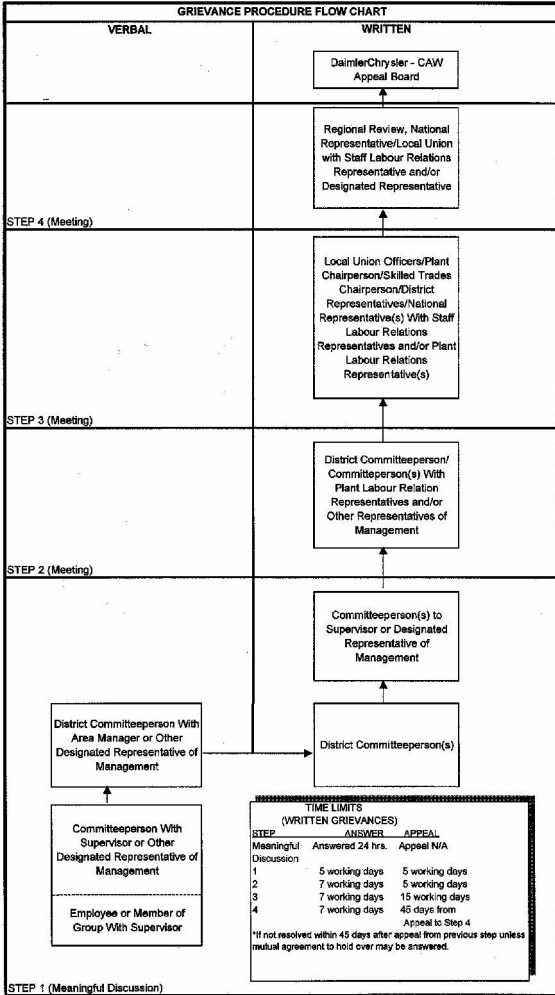 GRIEVANCE PROCEDURE FLOW CHART
VERBAL
WRITTEN
DaimlerChrysler - CAW
Appeal Board
Regional Review, National
Representative/Local Union
with Staff Labour Relations
Representative and/or
Designated Representative
STEP 4 (Meeting)
Local Union Officers/Plant
Chairperson/Skilled Trades
Chairperson/District
Representatives/National
Representative(s) With Staff
Labour Relations
Representatives and/or Plant
Labour Relations
Representative(s)
STEP 3 (Meeting)
District Committeeperson/
Committeperson(s) With
Plant Labour Relation
Representatives and/or
Other Representatives of
Management
STEP 2 (Meeting)
Committeeperson(s) to
Supervisor or Designated
Representative of
Management
District Committeeperson With
Area Manager or Other
Designated Representative of
Management
District Committeeperson(s)
Committeeperson With
Supervisor or Other
Designated Representative of
Management
Employee or Member of
Group With Supervisor
TIME LIMITS
(WRITTEN GRIEVANCES)
STEP ANSWER APPEAL
Meaningful Answered 24 hrs. Appeal N/A
Discussion
1 5 working days 5 working days
2 7 working days 5 working days
3 7 working days 15 working days
4 7 working days 45 days from
Appeal to Step 4
*If not resolved within 45 days after appeal from previous step unless
mutual agreement to hold over may be answered.
STEP 1 (Meaningful Discussion)